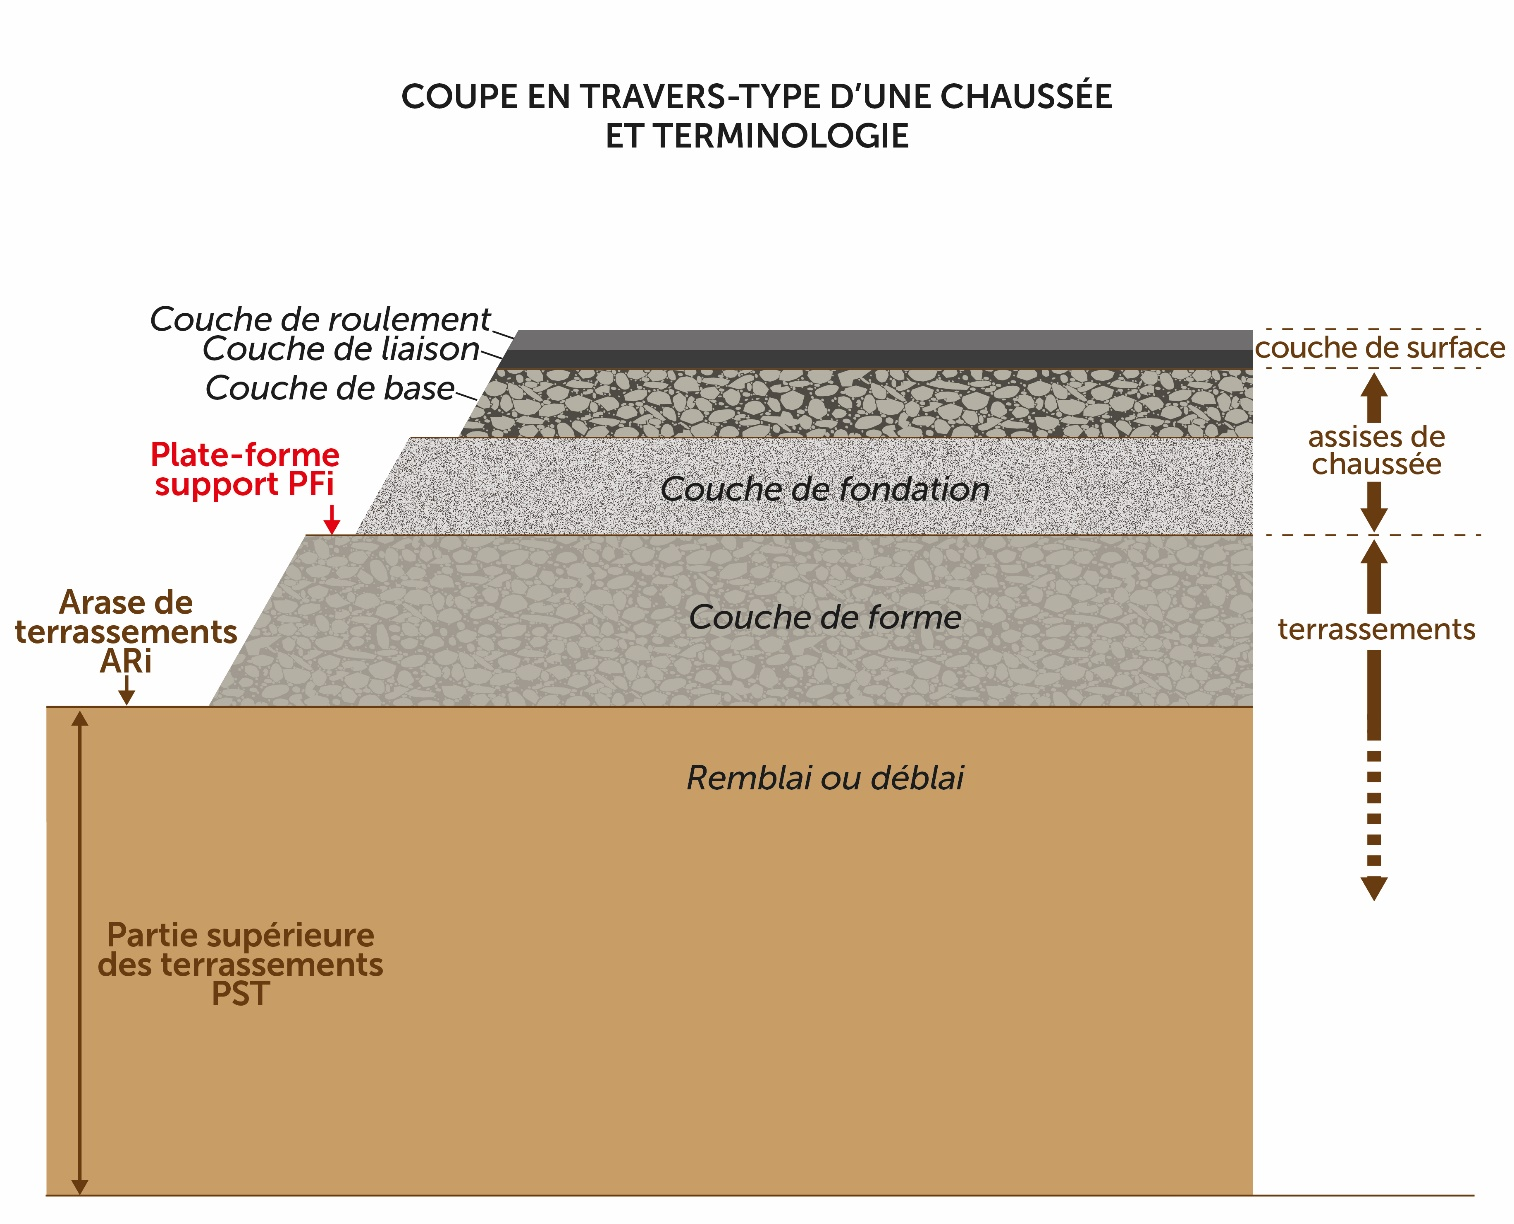 COUPE EN TRAVERS-TYPE D’UNE CHAUSSÉE
ET TERMINOLOGIE
Couche de roulement
Couche de liaison
Couche de base
couche de surface
Plate-forme
support PFi
assises de
chaussée
Couche de fondation
Arase de
terrassements
ARi
Couche de forme
terrassements
Remblai ou déblai
Partie supérieure
des terrassements
PST